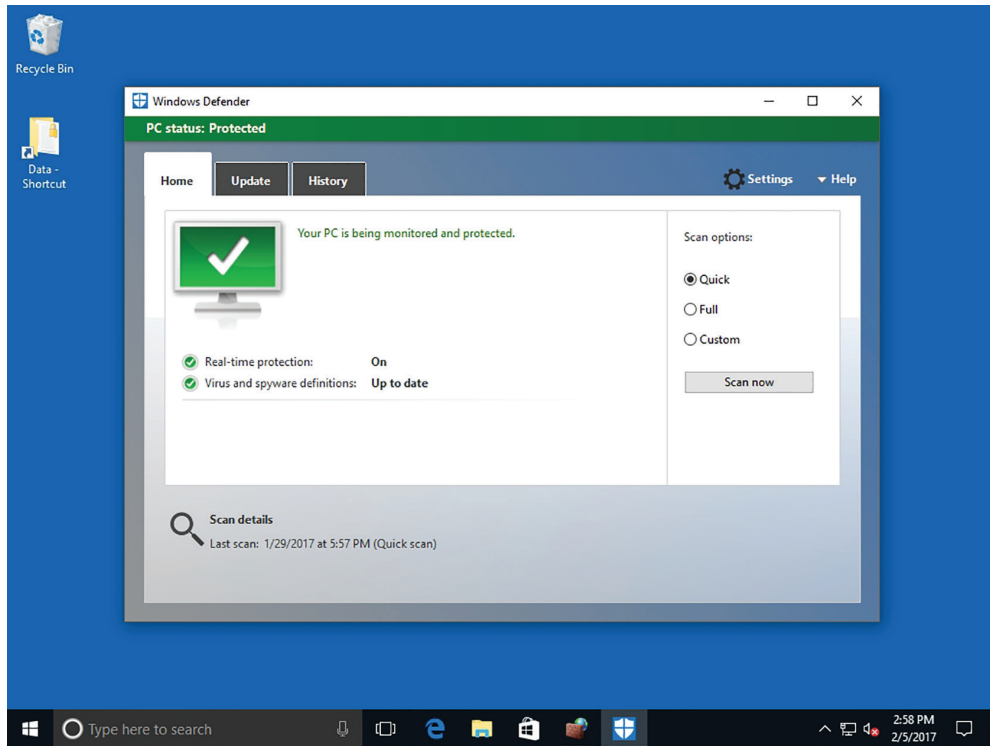 Recycle Bin
Data -
Shortcut
Windows Defender
PC status: Protected
Home
Update
History
Settings
Help
Your PC is being monitored and protected.
Scan options:
Quick
Full
Custom
Real-time protection: On
Virus and spyware definitions: Up to date
Scan now
Scan details
Last scan: 1/29/2017 at 5:57 PM (Quick scan)
Type here to search
2:58 PM
2/5/2017